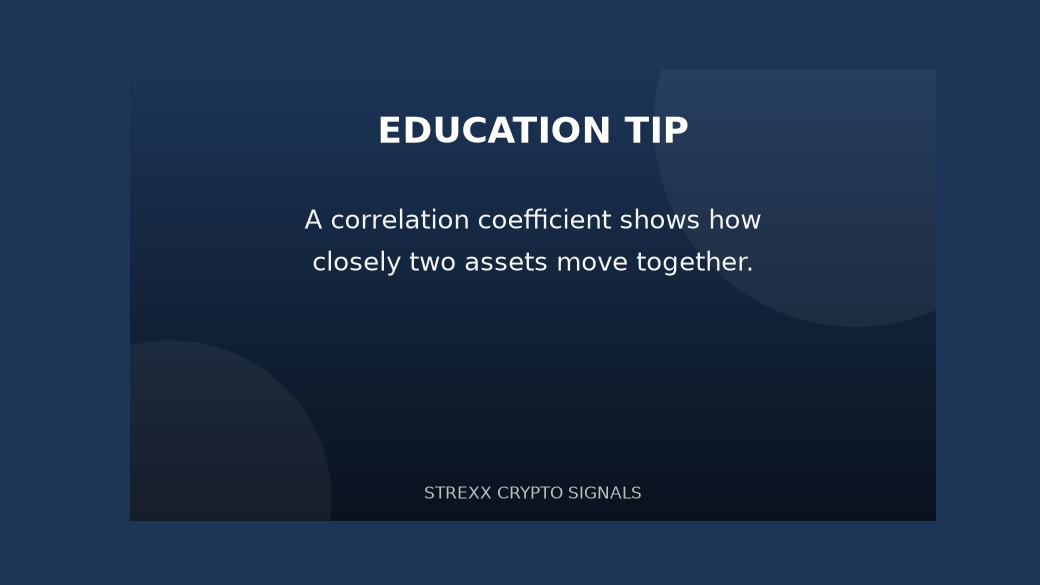 EDUCATION TIP
A correlation coefficient shows how
closely two assets move together.
STREXX CRYPTO SIGNALS